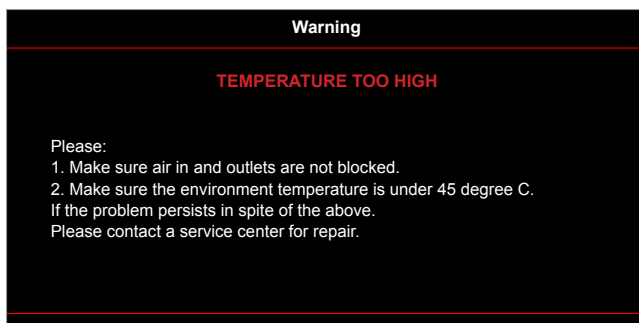 Warning
TEMPERATURE TOO HIGH
Please:
1. Make sure air in and outlets are not blocked.
2. Make sure the environment temperature is under 45 degree C.
If the problem persists in spite of the above.
Please contact a service center for repair.